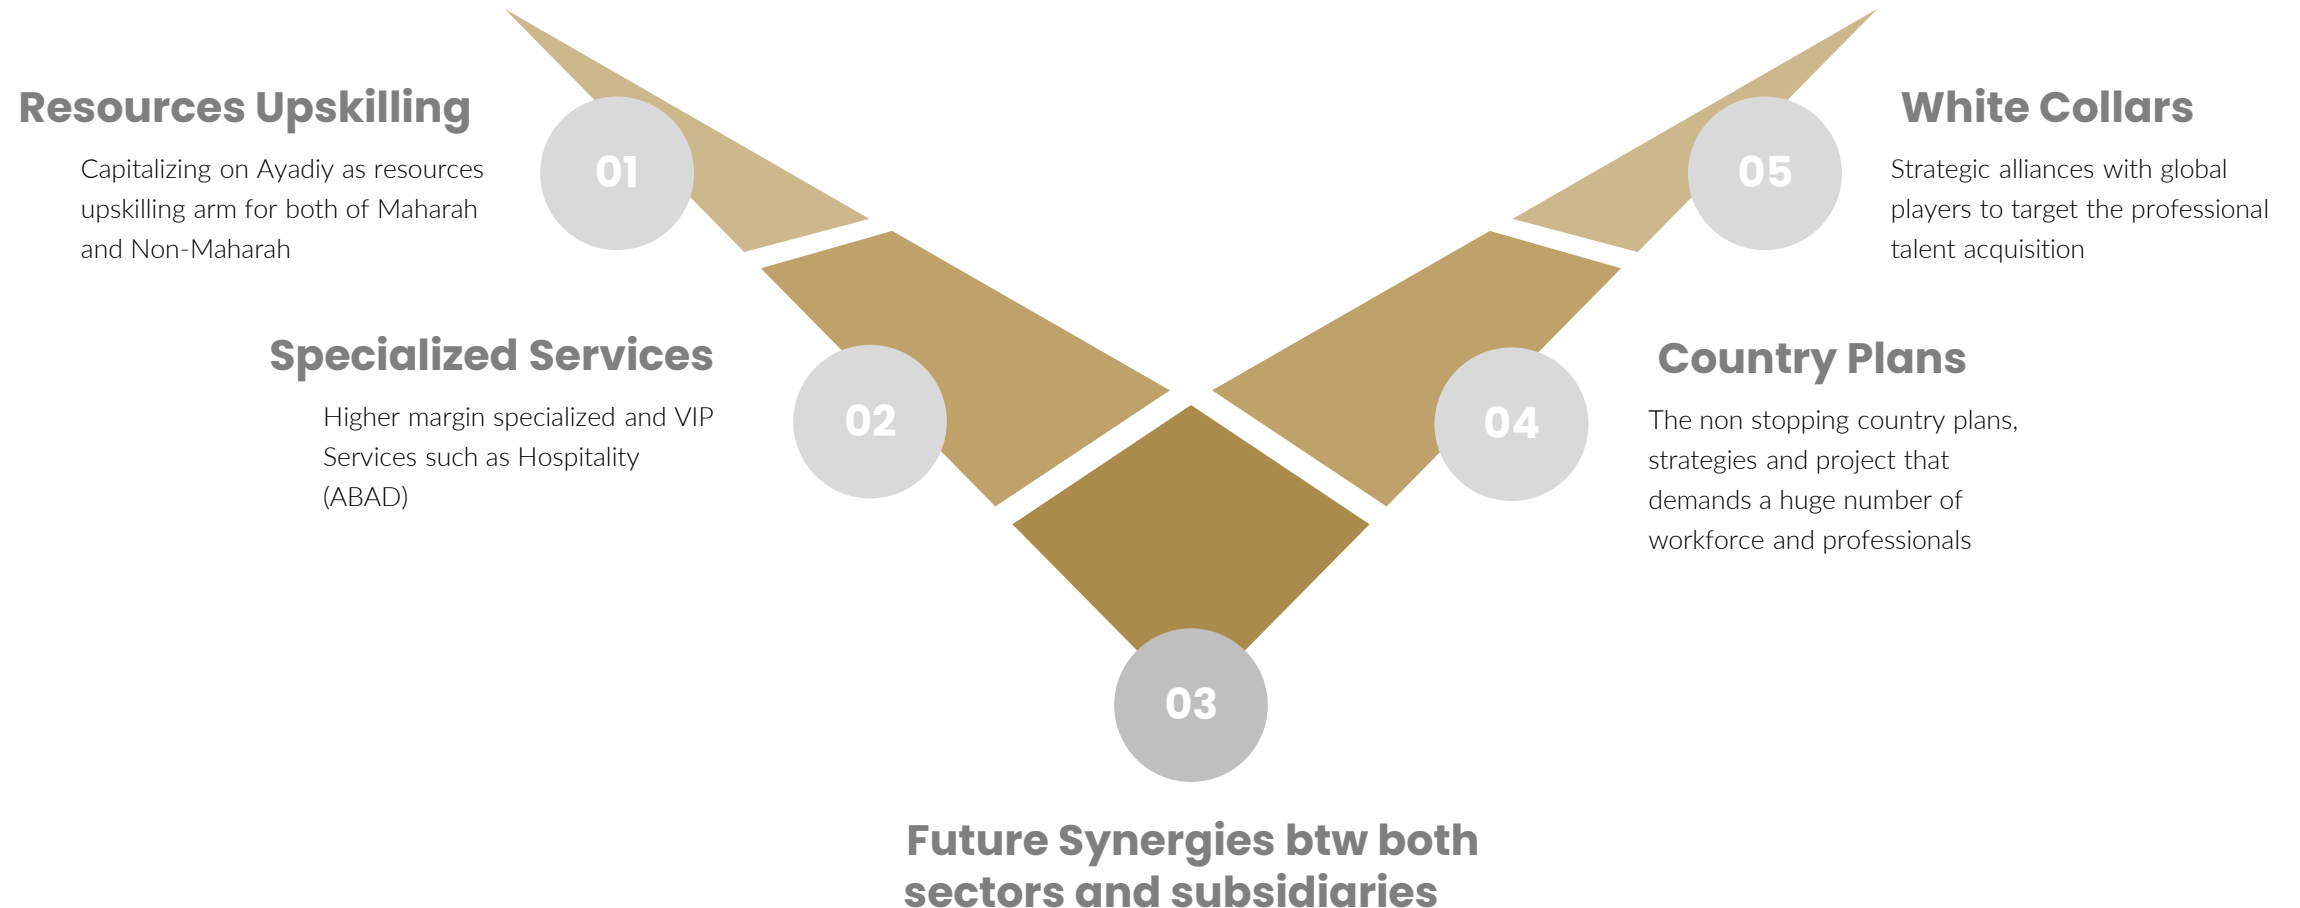 Resources Upskilling
Capitalizing on Ayadiy as resources
upskilling arm for both of Maharah
and Non-Maharah
01
Specialized Services
Higher margin specialized and VIP
Services such as Hospitality
(ABAD)
02
03
Future Synergies btw both
sectors and subsidiaries
04
Country Plans
The non stopping country plans,
strategies and project that
demands a huge number of
workforce and professionals
05
White Collars
Strategic alliances with global
players to target the professional
talent acquisition